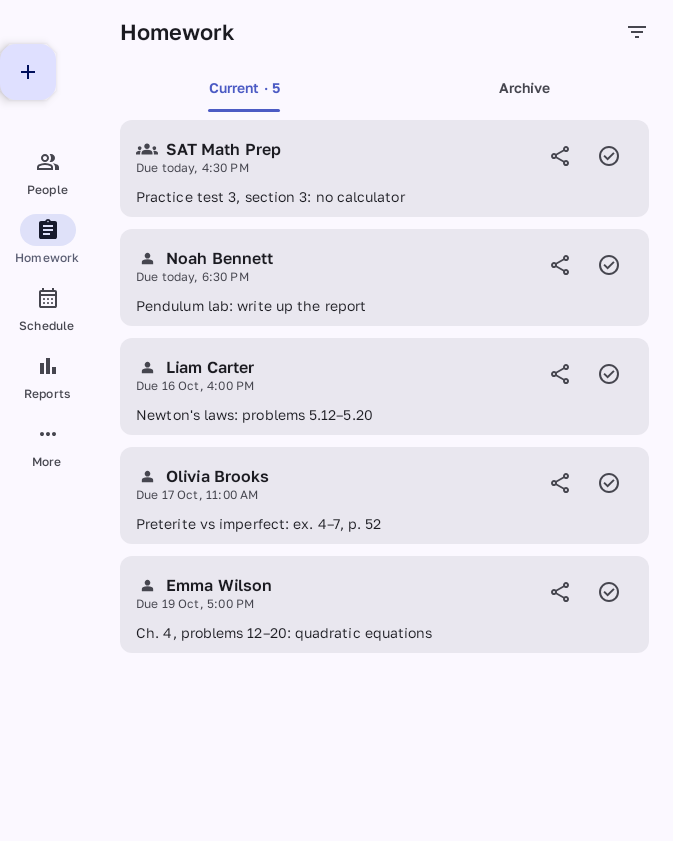 Homework
Current · 5
Archive
People
Homework
Schedule
Reports
More
SAT Math Prep
Due today, 4:30 PM
Practice test 3, section 3: no calculator
Noah Bennett
Due today, 6:30 PM
Pendulum lab: write up the report
Liam Carter
Due 16 Oct, 4:00 PM
Newton's laws: problems 5.12–5.20
Olivia Brooks
Due 17 Oct, 11:00 AM
Preterite vs imperfect: ex. 4–7, p. 52
Emma Wilson
Due 19 Oct, 5:00 PM
Ch. 4, problems 12–20: quadratic equations